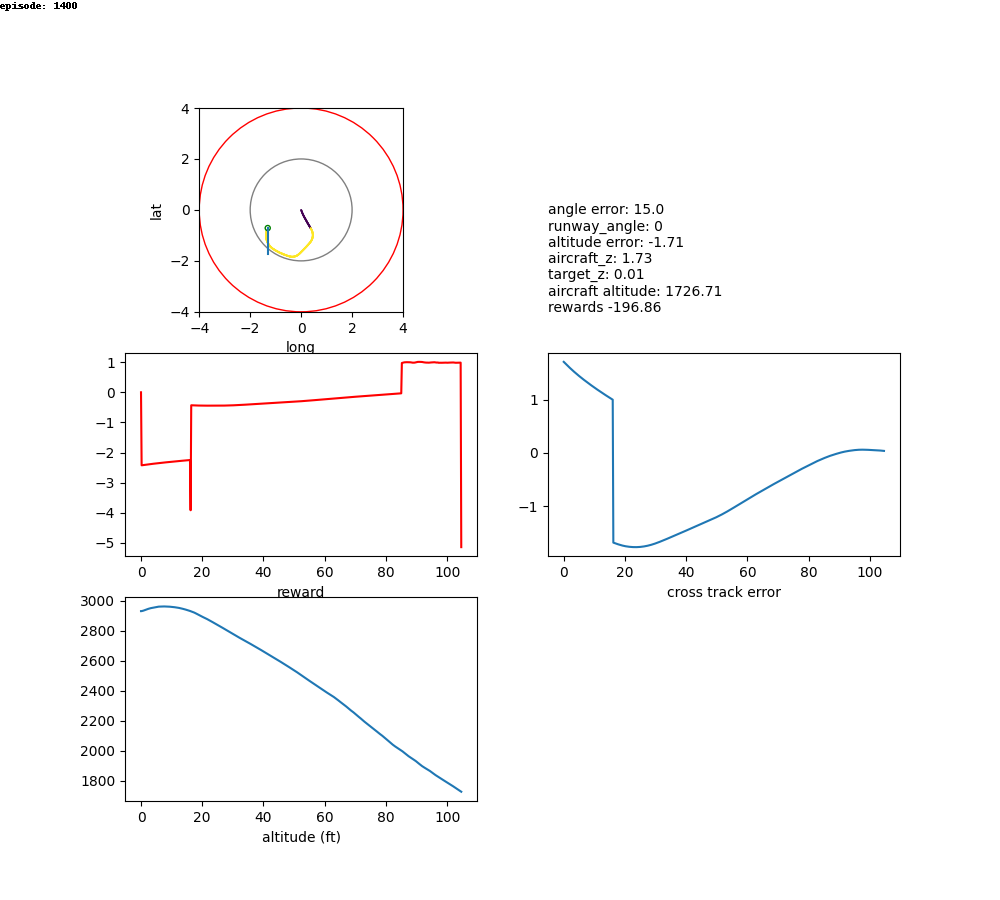 episode: 1400
4
2
0
−2
−4
lat
−4 −2 0 2 4
long
angle error: 15.0
runway_angle: 0
altitude error: -1.71
aircraft_z: 1.73
target_z: 0.01
aircraft altitude: 1726.71
rewards -196.86
1
0
−1
−2
−3
−4
−5
0 20 40 60 80 100
reward
1
0
−1
0 20 40 60 80 100
cross track error
3000
2800
2600
2400
2200
2000
1800
0 20 40 60 80 100
altitude (ft)